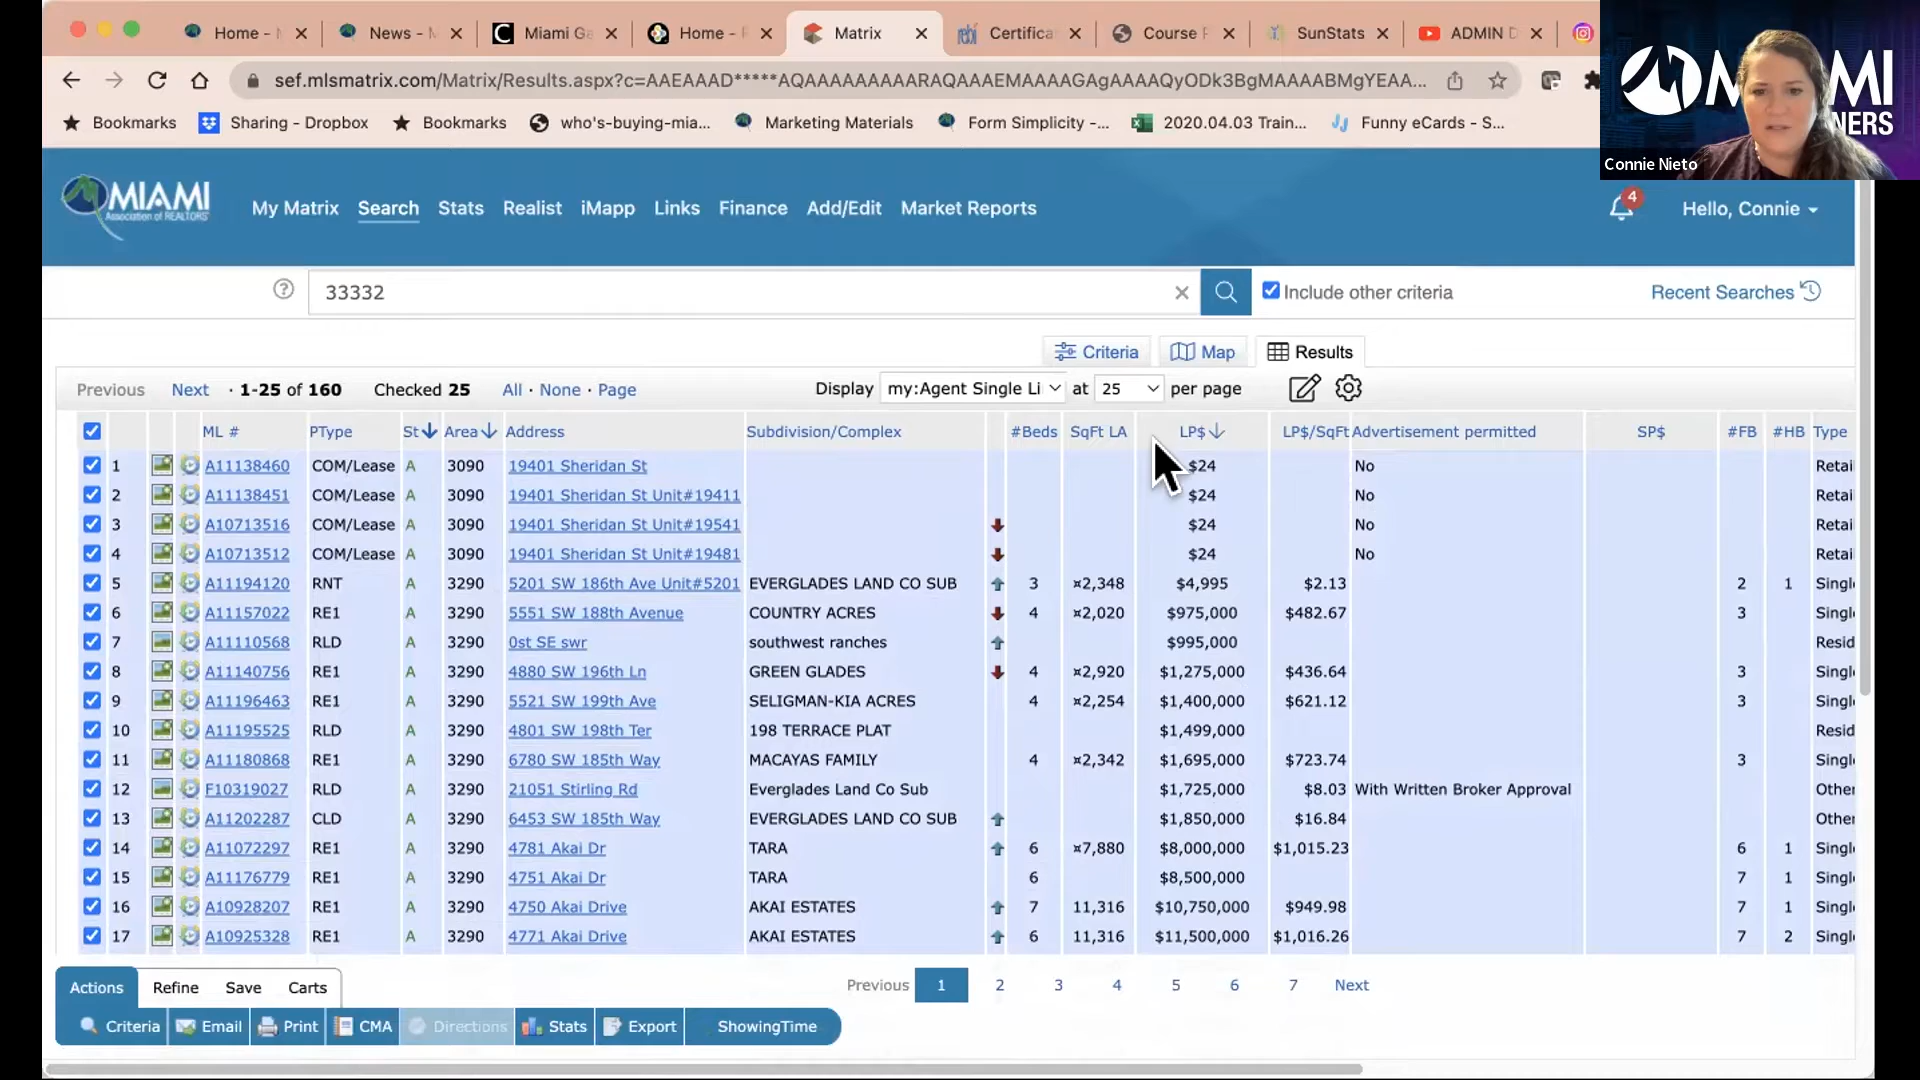 Home - M
News - M
Miami Ga
Home - F
Matrix
Certificat
Course P
SunStats
ADMIN D
sef.mlsmatrix.com/Matrix/Results.aspx?c=AAEAAAD*****AQAAAAAAAAARAQAAAEMAAAAGAgAAAAQyODk3BgMAAAABMgYEAA...
Bookmarks
Sharing - Dropbox
Bookmarks
who's-buying-mia...
Marketing Materials
Form Simplicity -...
2020.04.03 Train...
Funny eCards - S...
Connie Nieto
MIAMI
Association of REALTORS®
My Matrix Search Stats Realist iMapp Links Finance Add/Edit Market Reports
4
Hello, Connie
33332
Include other criteria
Recent Searches
Criteria Map Results
Previous Next · 1-25 of 160 Checked 25 All · None · Page Display my:Agent Single Li at 25 per page
ML # PType St Area Address Subdivision/Complex #Beds SqFt LA LP$ LP$/SqFt Advertisement permitted SP$ #FB #HB Type
1 A11138460 COM/Lease A 3090 19401 Sheridan St $24 No Retai
2 A11138451 COM/Lease A 3090 19401 Sheridan St Unit#19411 $24 No Retai
3 A10713516 COM/Lease A 3090 19401 Sheridan St Unit#19541 $24 No Retai
4 A10713512 COM/Lease A 3090 19401 Sheridan St Unit#19481 $24 No Retai
5 A11194120 RNT A 3290 5201 SW 186th Ave Unit#5201 EVERGLADES LAND CO SUB 3 ¤2,348 $4,995 $2.13 2 1 Single
6 A11157022 RE1 A 3290 5551 SW 188th Avenue COUNTRY ACRES 4 ¤2,020 $975,000 $482.67 3 Single
7 A11110568 RLD A 3290 0st SE swr southwest ranches $995,000 Resid
8 A11140756 RE1 A 3290 4880 SW 196th Ln GREEN GLADES 4 ¤2,920 $1,275,000 $436.64 3 Single
9 A11196463 RE1 A 3290 5521 SW 199th Ave SELIGMAN-KIA ACRES 4 ¤2,254 $1,400,000 $621.12 3 Single
10 A11195525 RLD A 3290 4801 SW 198th Ter 198 TERRACE PLAT $1,499,000 Resid
11 A11180868 RE1 A 3290 6780 SW 185th Way MACAYAS FAMILY 4 ¤2,342 $1,695,000 $723.74 3 Single
12 F10319027 RLD A 3290 21051 Stirling Rd Everglades Land Co Sub $1,725,000 $8.03 With Written Broker Approval Other
13 A11202287 CLD A 3290 6453 SW 185th Way EVERGLADES LAND CO SUB $1,850,000 $16.84 Other
14 A11072297 RE1 A 3290 4781 Akai Dr TARA 6 ¤7,880 $8,000,000 $1,015.23 6 1 Single
15 A11176779 RE1 A 3290 4751 Akai Dr TARA 6 $8,500,000 7 1 Single
16 A10928207 RE1 A 3290 4750 Akai Drive AKAI ESTATES 7 11,316 $10,750,000 $949.98 7 1 Single
17 A10925328 RE1 A 3290 4771 Akai Drive AKAI ESTATES 6 11,316 $11,500,000 $1,016.26 7 2 Single
Actions Refine Save Carts
Previous 1 2 3 4 5 6 7 Next
Criteria Email Print CMA Directions Stats Export ShowingTime